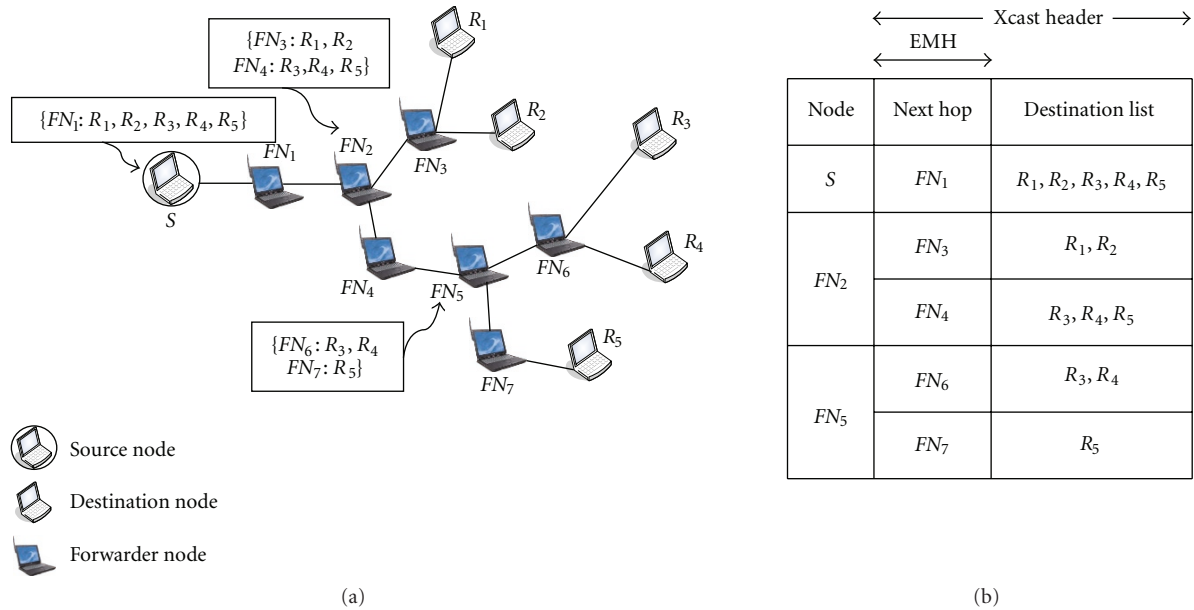 {FN₃: R₁, R₂
FN₄: R₃,R₄, R₅}
{FN₁: R₁, R₂, R₃, R₄, R₅}
R₁
R₂
R₃
FN₁
FN₂
FN₃
S
R₄
FN₄
FN₅
FN₆
{FN₆: R₃, R₄
FN₇: R₅}
R₅
FN₇
Source node
Destination node
Forwarder node
(a)
Xcast header
EMH
Node Next hop Destination list
S FN₁ R₁, R₂, R₃, R₄, R₅
FN₂
FN₃ R₁, R₂
FN₄ R₃, R₄, R₅
FN₅
FN₆ R₃, R₄
FN₇ R₅
(b)